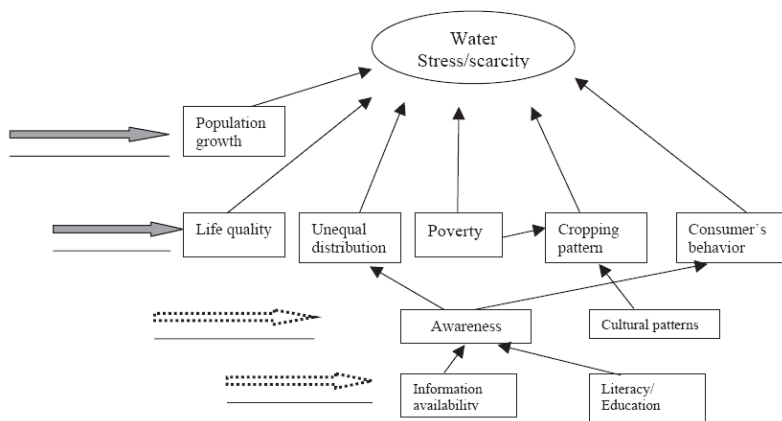 Water
Stress/scarcity
Population
growth
Life quality
Unequal
distribution
Poverty
Cropping
pattern
Consumer's
behavior
Awareness
Cultural patterns
Information
availability
Literacy/
Education